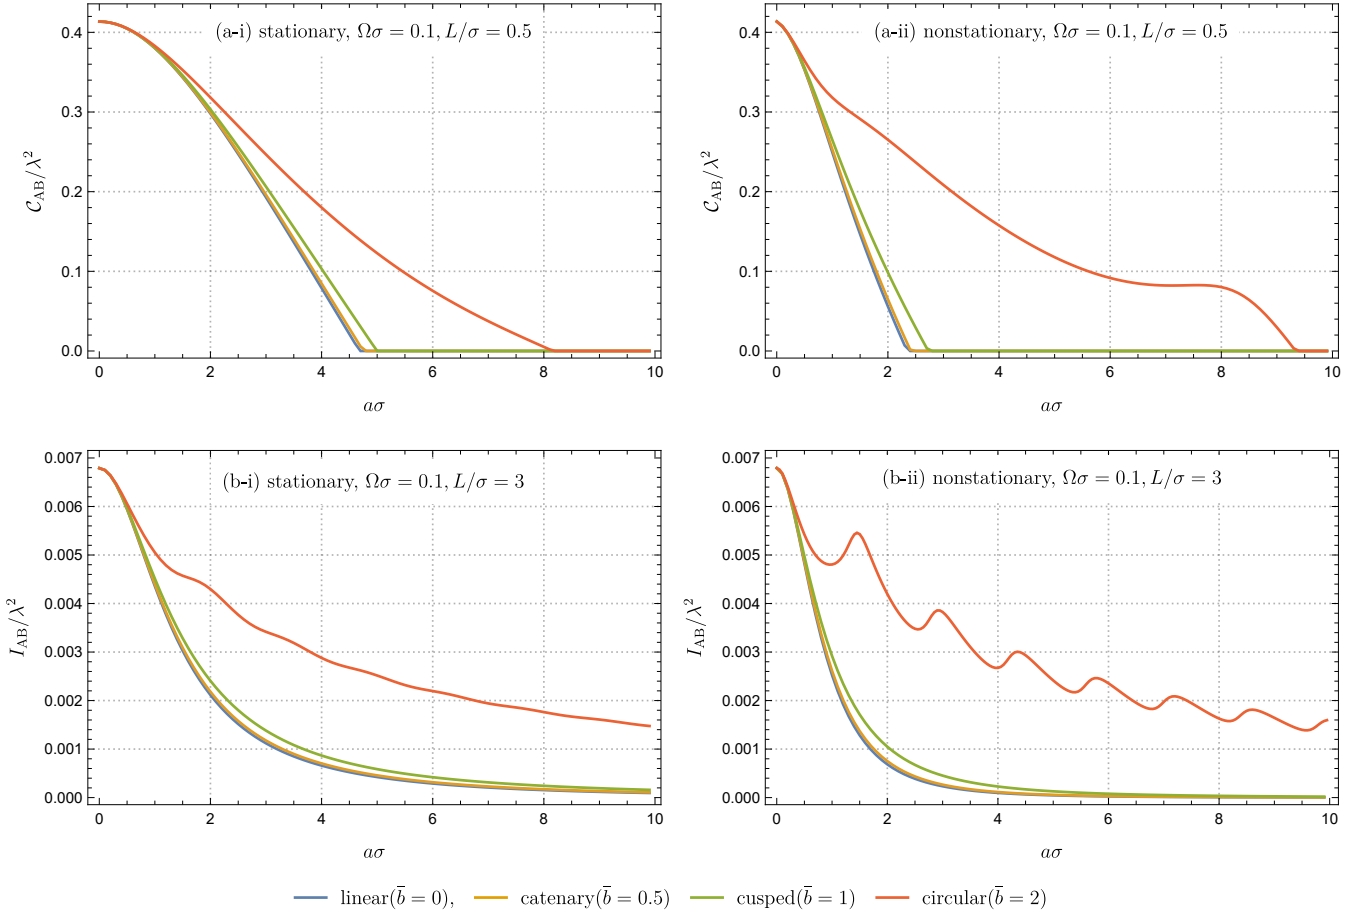 (a-i) stationary, Ωσ = 0.1, L/σ = 0.5
0.4
0.3
0.2
0.1
0.0
C_AB/λ²
0 2 4 6 8 10
aσ
(a-ii) nonstationary, Ωσ = 0.1, L/σ = 0.5
0.4
0.3
0.2
0.1
0.0
C_AB/λ²
0 2 4 6 8 10
aσ
(b-i) stationary, Ωσ = 0.1, L/σ = 3
0.007
0.006
0.005
0.004
0.003
0.002
0.001
0.000
I_AB/λ²
0 2 4 6 8 10
aσ
(b-ii) nonstationary, Ωσ = 0.1, L/σ = 3
0.007
0.006
0.005
0.004
0.003
0.002
0.001
0.000
I_AB/λ²
0 2 4 6 8 10
aσ
linear(b̄ = 0), catenary(b̄ = 0.5) cusped(b̄ = 1) circular(b̄ = 2)